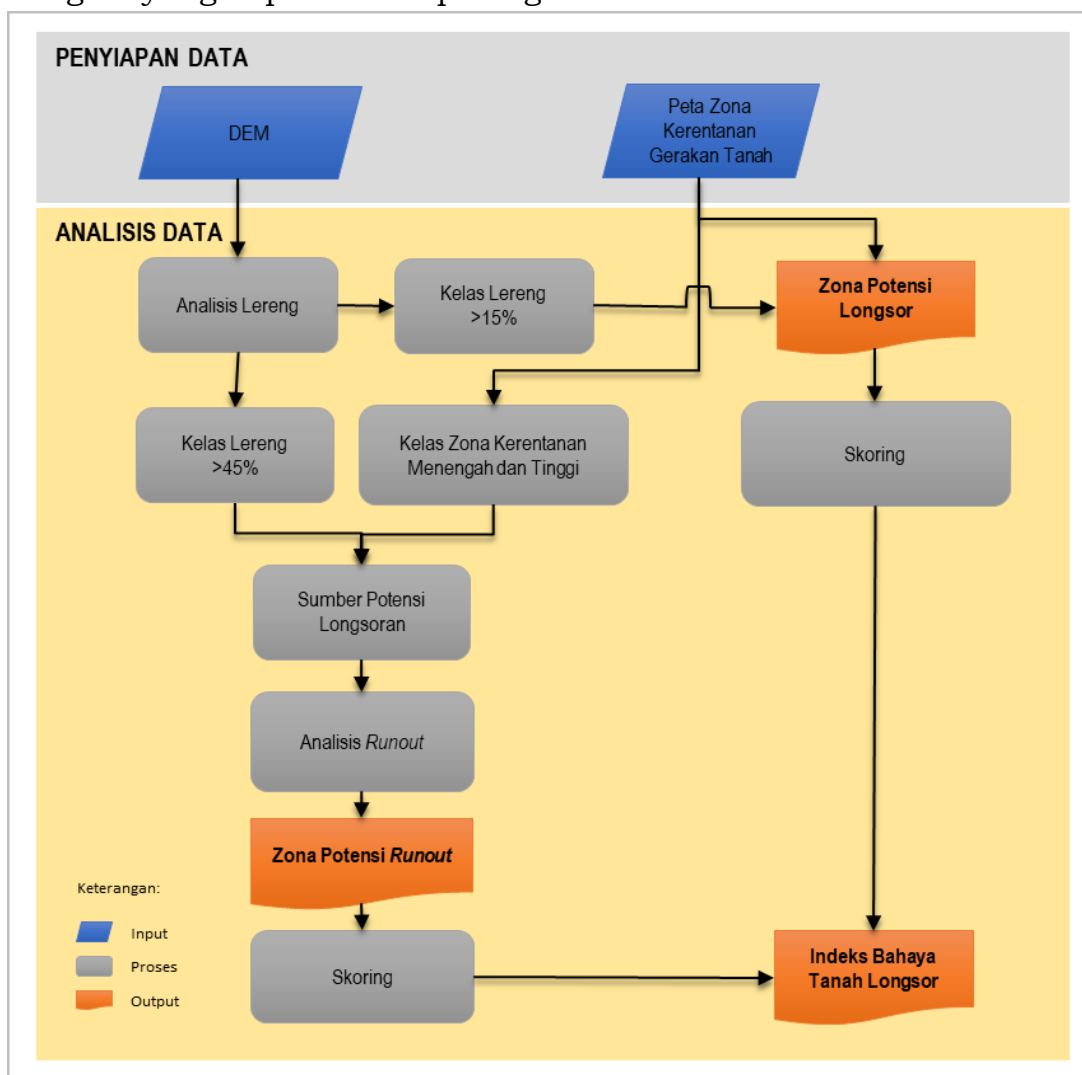 PENYIAPAN DATA
DEM
Peta Zona
Kerentanan
Gerakan Tanah
ANALISIS DATA
Analisis Lereng
Kelas Lereng
>15%
Zona Potensi
Longsor
Kelas Lereng
>45%
Kelas Zona Kerentanan
Menengah dan Tinggi
Skoring
Sumber Potensi
Longsoran
Analisis Runout
Zona Potensi Runout
Keterangan:
Input
Proses
Output
Skoring
Indeks Bahaya
Tanah Longsor